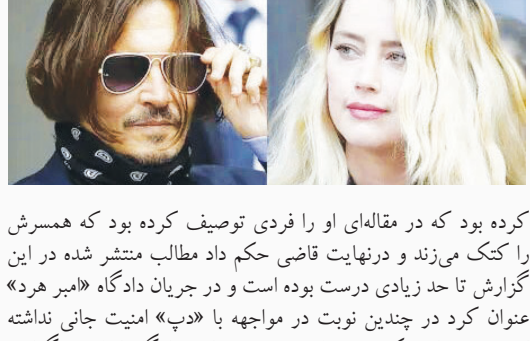 کرده بود که در مقاله‌ای او را فردی توصیف کرده بود که همسرش
را کتک می‌زند و درنهایت قاضی حکم داد مطالب منتشر شده در این
گزارش تا حد زیادی درست بوده است و در جریان دادگاه «امبر هرد»
عنوان کرد در چندین نوبت در مواجهه با «دپ» امنیت جانی نداشته